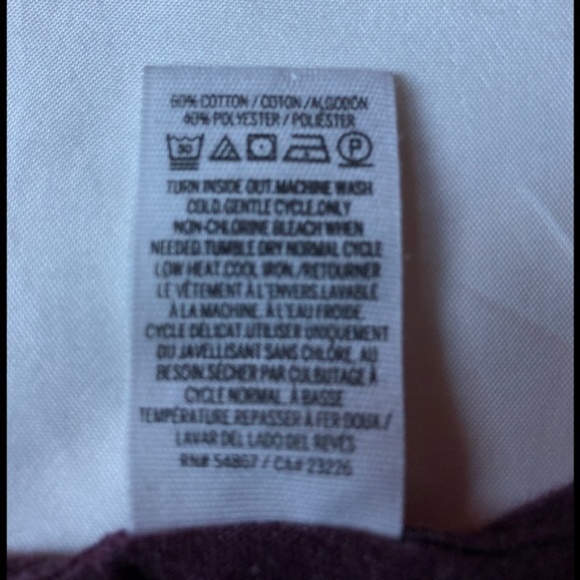 60% COTTON / COTON / ALGODÓN
40% POLYESTER / POLIÉSTER
30 P
TURN INSIDE OUT.MACHINE WASH
COLD.GENTLE CYCLE.ONLY
NON-CHLORINE BLEACH WHEN
NEEDED.TUMBLE DRY NORMAL CYCLE
LOW HEAT.COOL IRON./RETOURNER
LE VÊTEMENT À L'ENVERS.LAVABLE
À LA MACHINE, À L'EAU FROIDE.
CYCLE DÉLICAT.UTILISER UNIQUEMENT
DU JAVELLISANT SANS CHLORE, AU
BESOIN.SÉCHER PAR CULBUTAGE À
CYCLE NORMAL, À BASSE
TEMPÉRATURE.REPASSER À FER DOUX./
LAVAR DEL LADO DEL REVÉS
RN# 54867 / CA# 23226